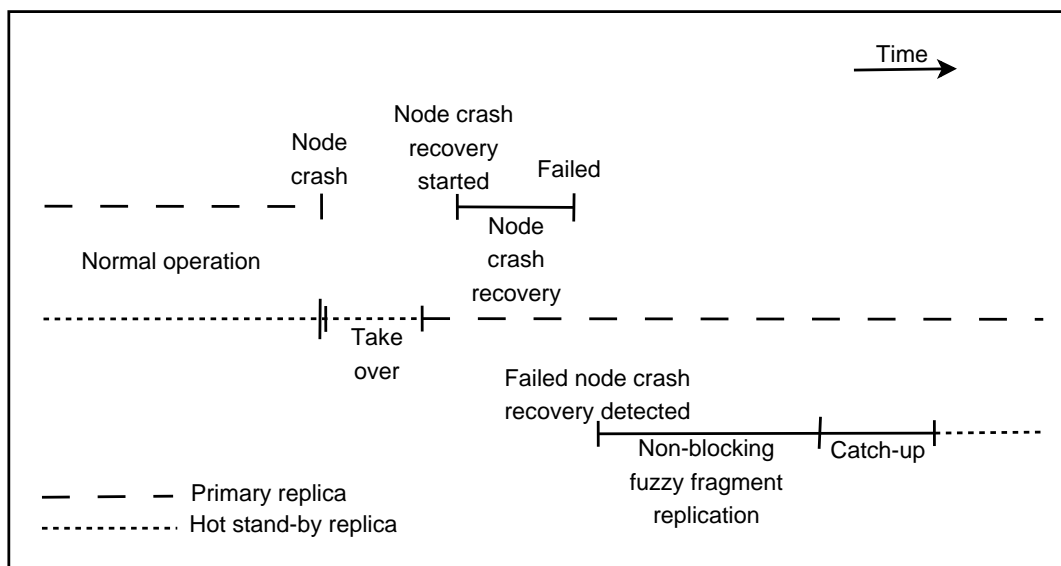 Time
Node crash
recovery
started
Node
crash
Failed
Normal operation
Node
crash
recovery
Take
over
Failed node crash
recovery detected
Non-blocking
fuzzy fragment
replication
Catch-up
Primary replica
Hot stand-by replica